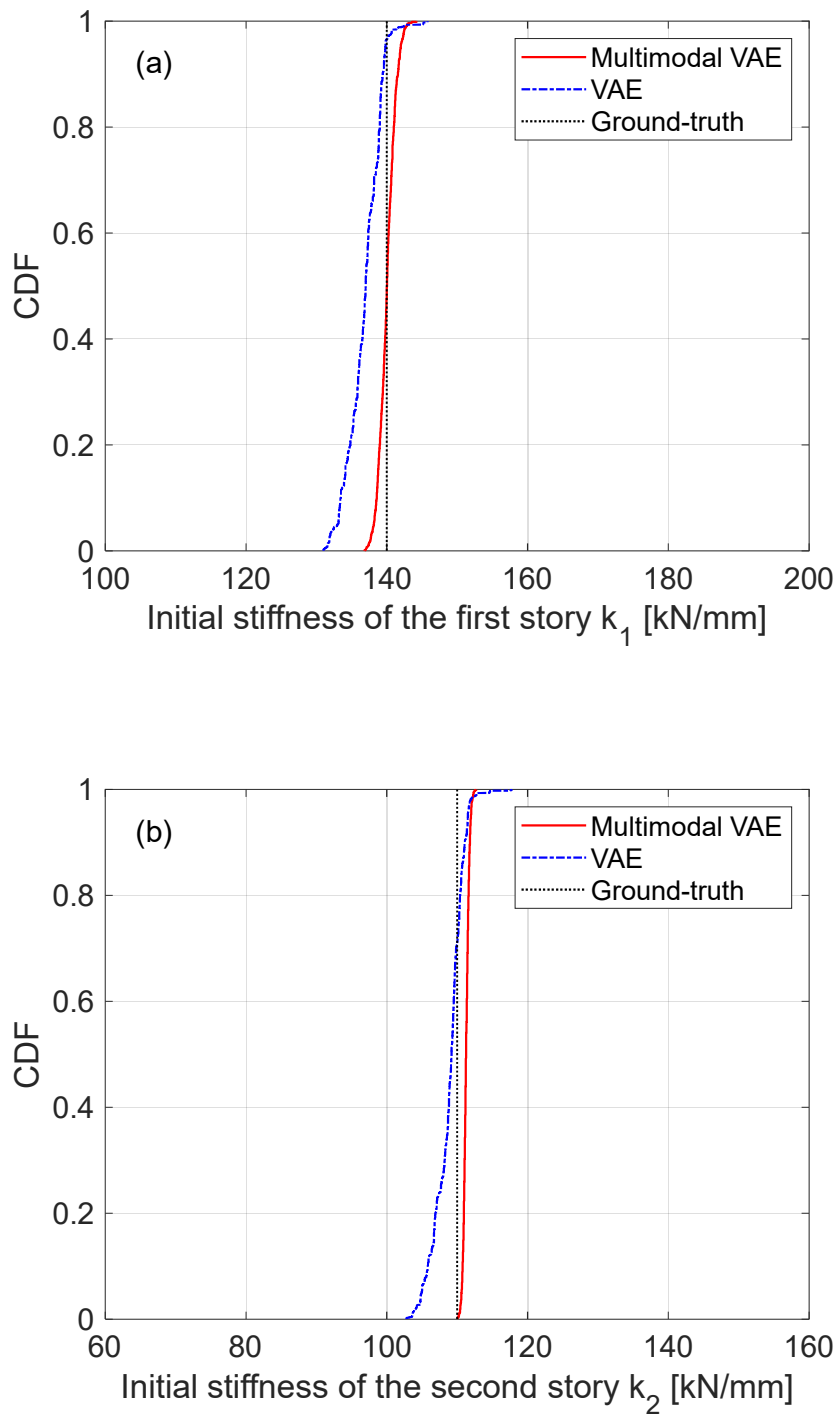 (a)
Multimodal VAE
VAE
Ground-truth
CDF
1
0.8
0.6
0.4
0.2
0
100 120 140 160 180 200
Initial stiffness of the first story k₁ [kN/mm]
(b)
Multimodal VAE
VAE
Ground-truth
CDF
1
0.8
0.6
0.4
0.2
0
60 80 100 120 140 160
Initial stiffness of the second story k₂ [kN/mm]